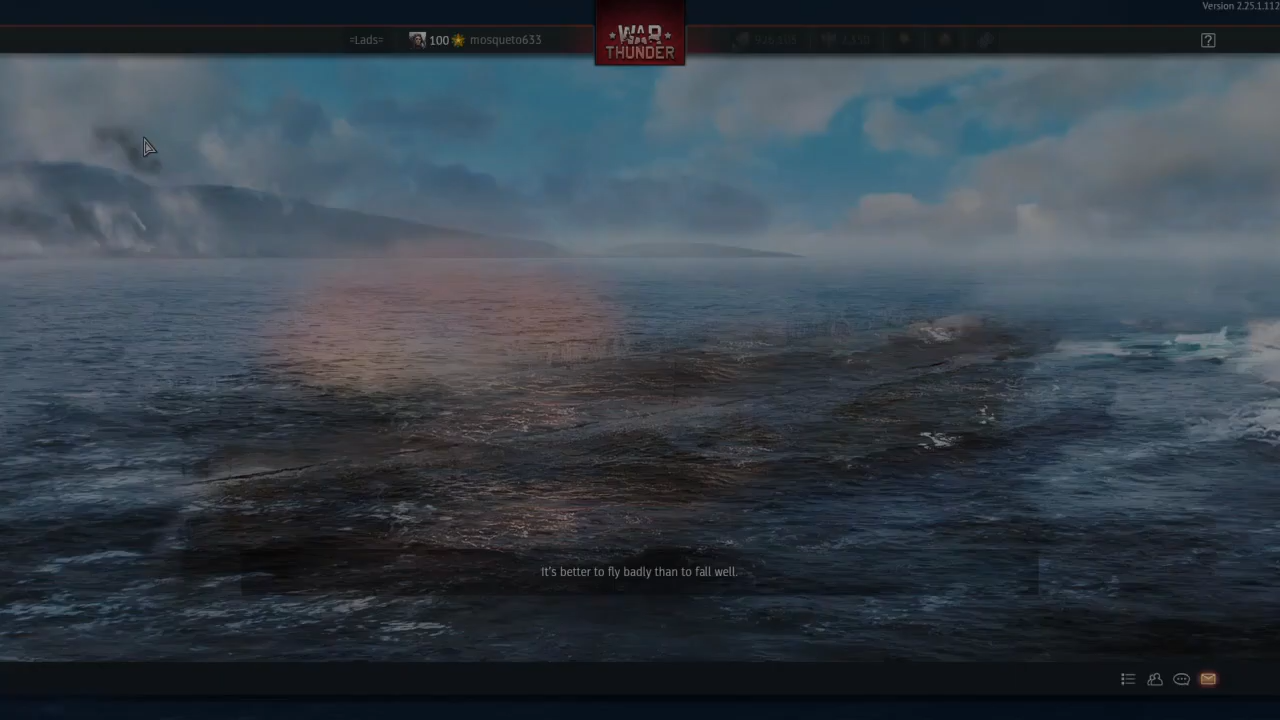 Version 2.25.1.112
=Lads=
100 mosqueto633
WAR
THUNDER
It's better to fly badly than to fall well.